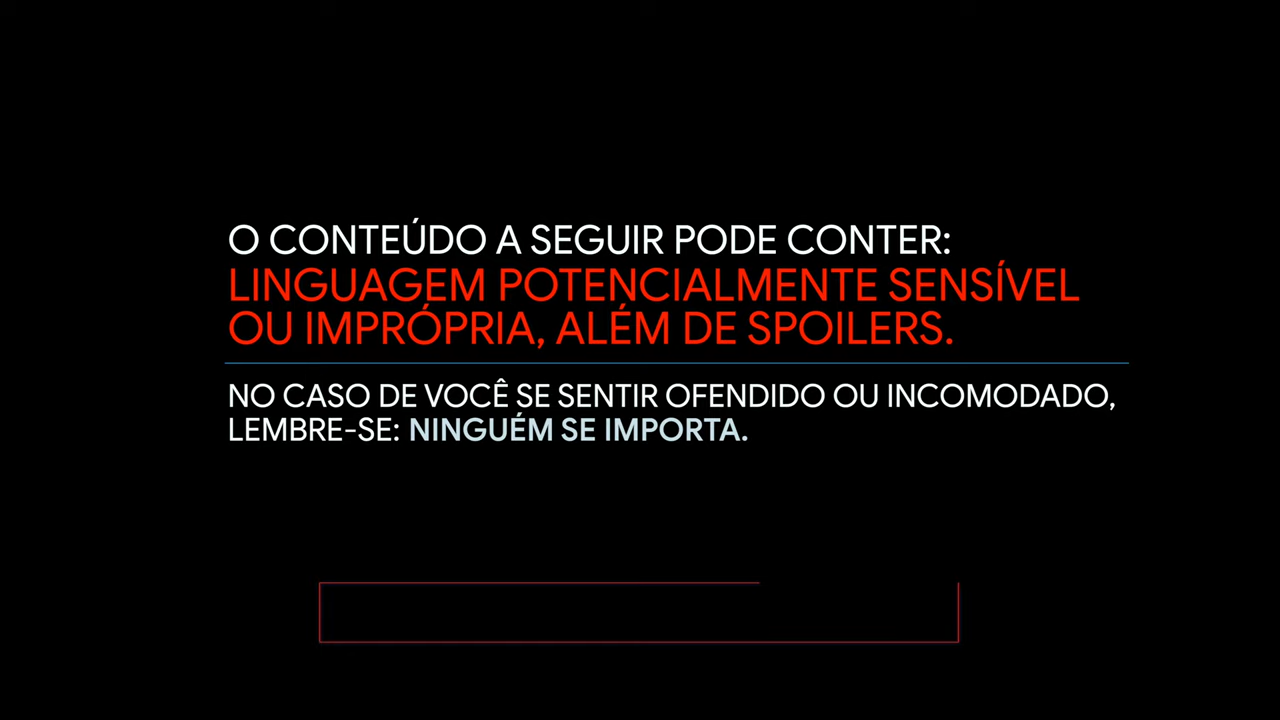 O CONTEÚDO A SEGUIR PODE CONTER:
LINGUAGEM POTENCIALMENTE SENSÍVEL
OU IMPRÓPRIA, ALÉM DE SPOILERS.
NO CASO DE VOCÊ SE SENTIR OFENDIDO OU INCOMODADO,
LEMBRE-SE: NINGUÉM SE IMPORTA.